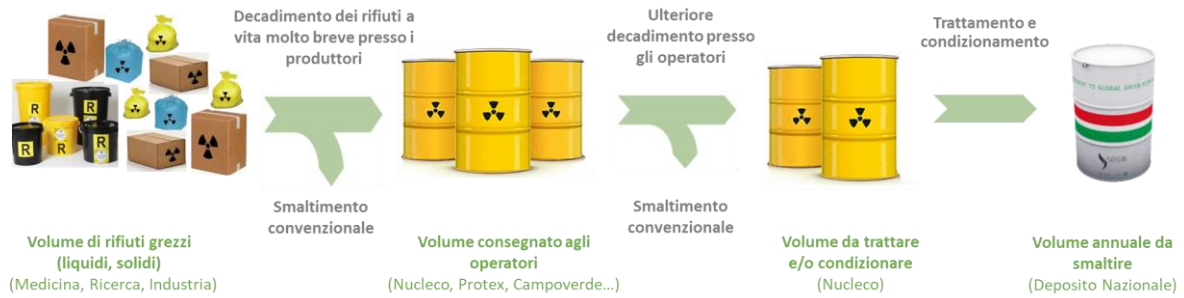 Decadimento dei rifiuti a
vita molto breve presso i
produttori
Ulteriore
decadimento presso
gli operatori
Trattamento e
condizionamento
R
R
R
R
SOGIN
Smaltimento
convenzionale
Smaltimento
convenzionale
Volume di rifiuti grezzi
(liquidi, solidi)
(Medicina, Ricerca, Industria)
Volume consegnato agli
operatori
(Nucleco, Protex, Campoverde…)
Volume da trattare
e/o condizionare
(Nucleco)
Volume annuale da
smaltire
(Deposito Nazionale)